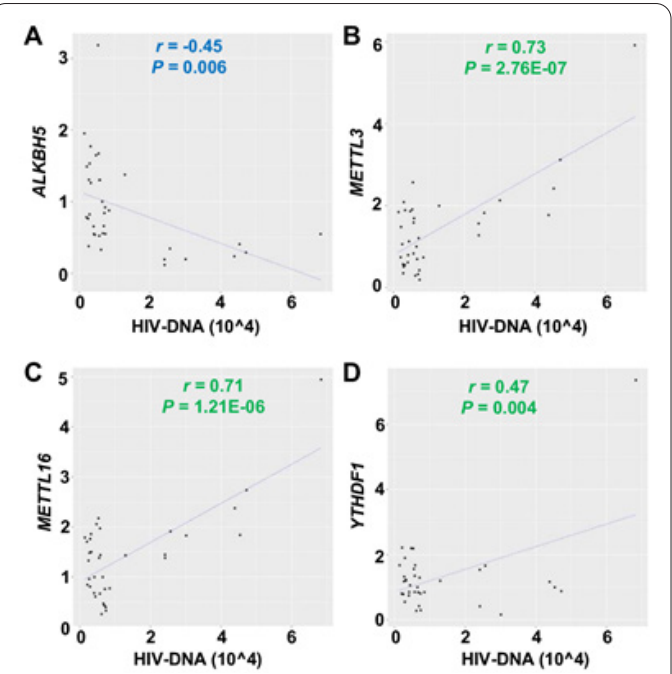 A
r = -0.45
P = 0.006
3
2
1
0
ALKBH5
0
2
4
6
HIV-DNA (10^4)
B
r = 0.73
P = 2.76E-07
6
4
2
0
METTL3
0
2
4
6
HIV-DNA (10^4)
C
r = 0.71
P = 1.21E-06
5
4
3
2
1
0
METTL16
0
2
4
6
HIV-DNA (10^4)
D
r = 0.47
P = 0.004
6
4
2
0
YTHDF1
0
2
4
6
HIV-DNA (10^4)